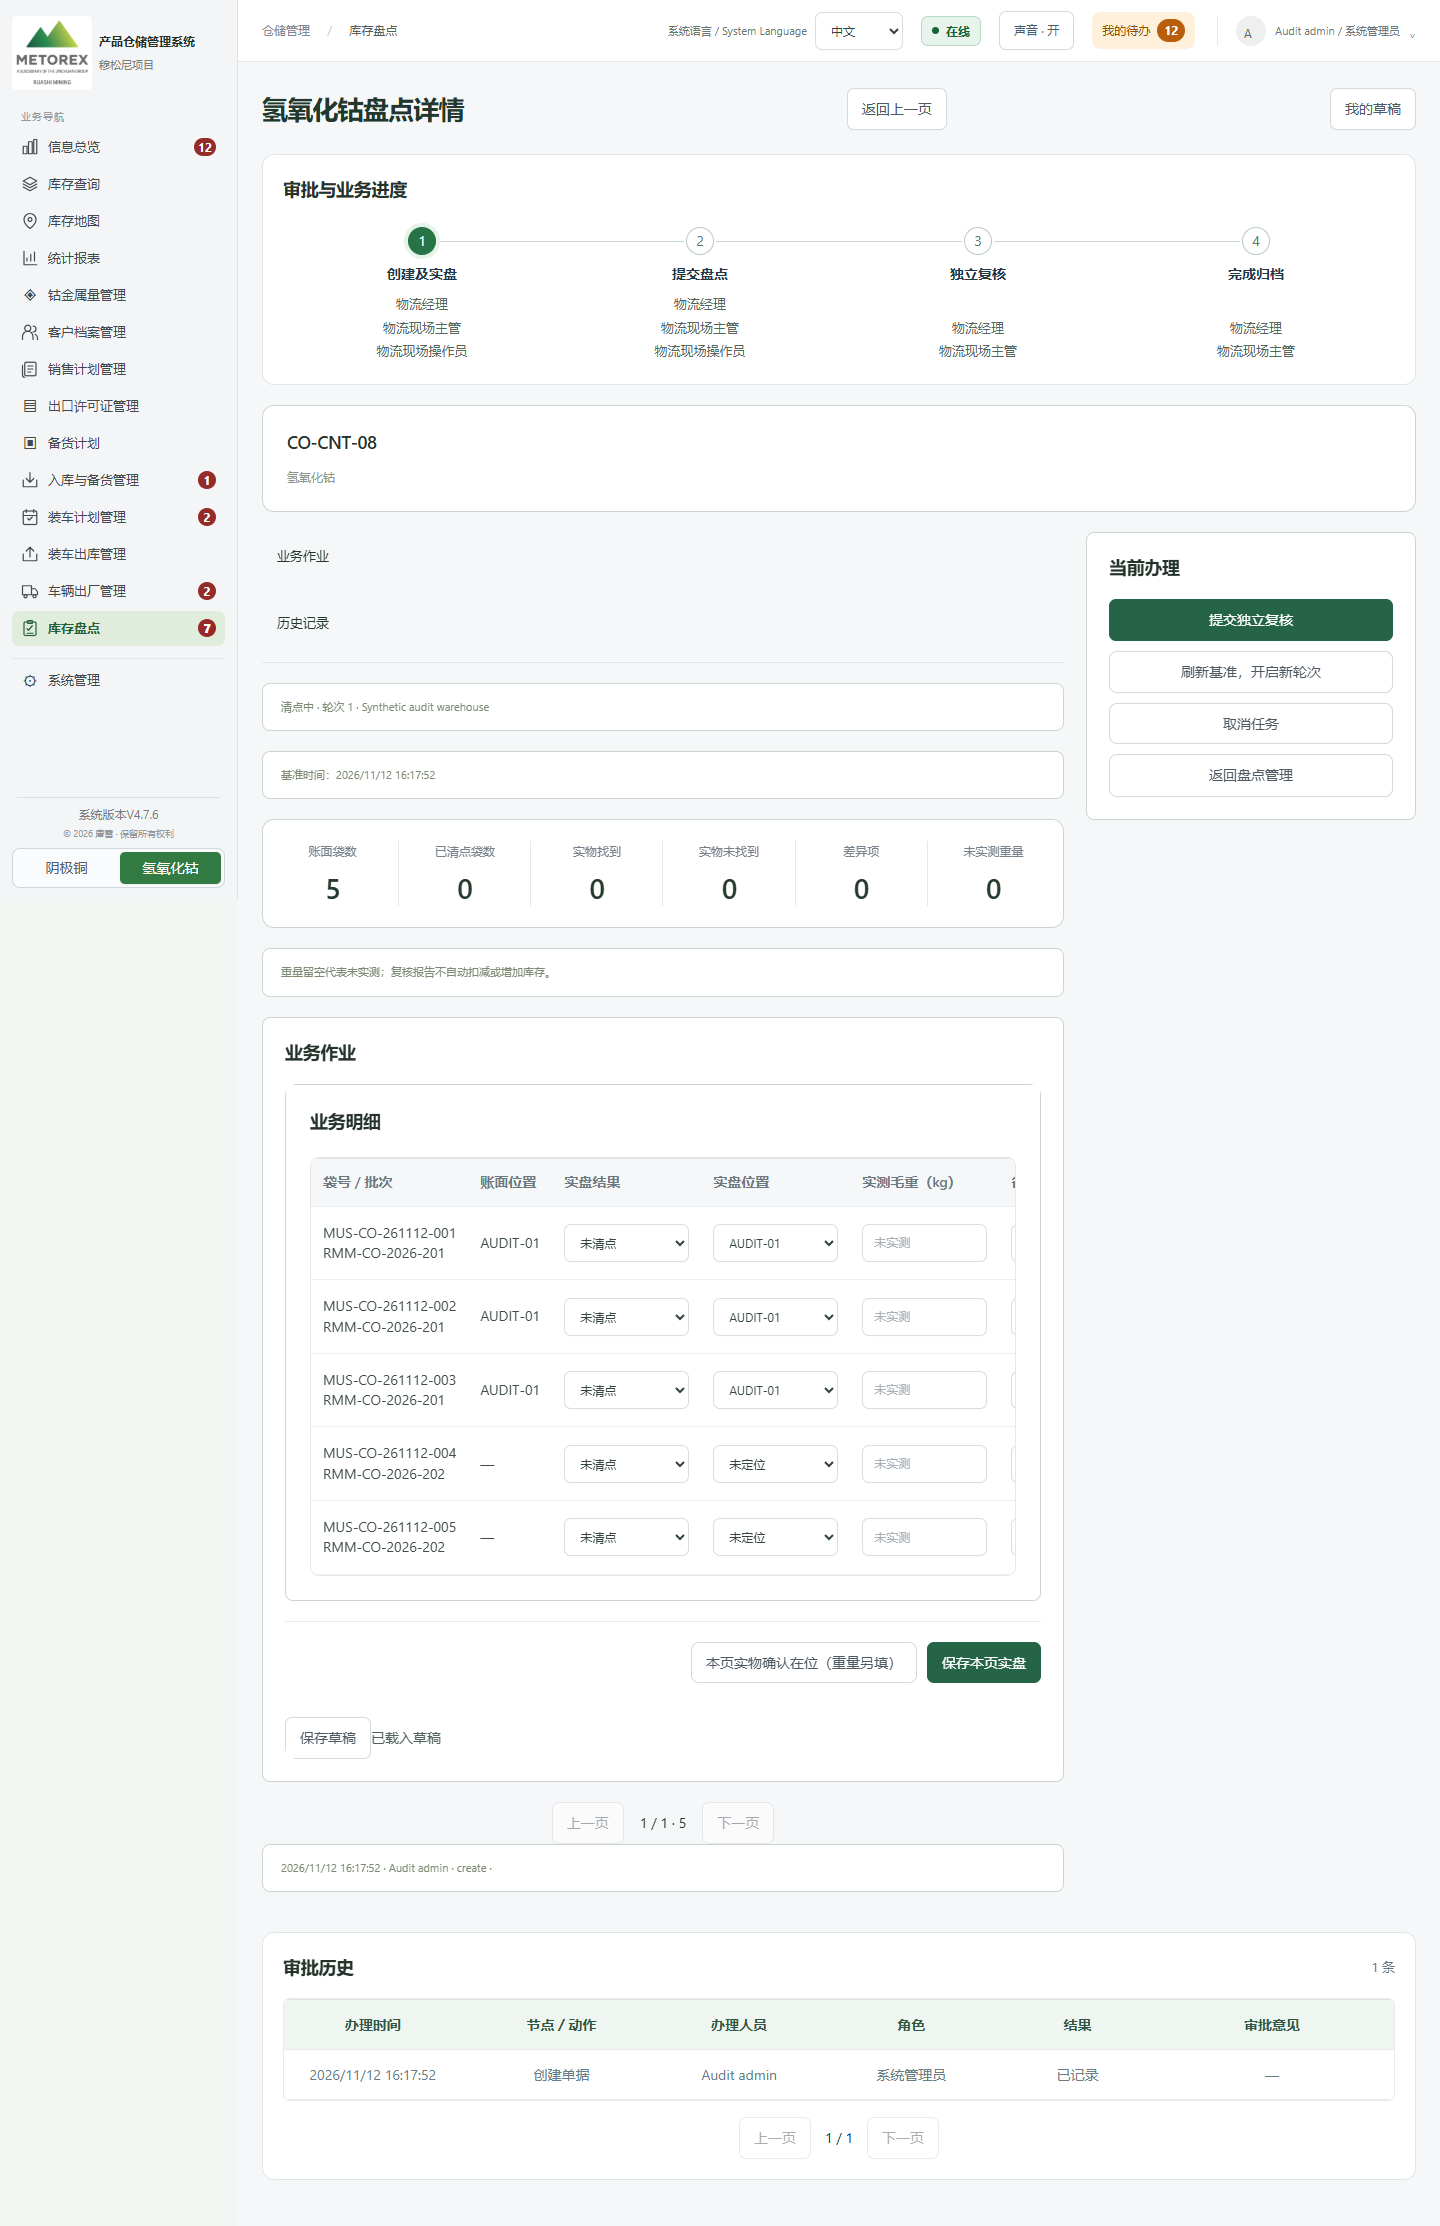 METOREX
RUASHI MINING
产品仓储管理系统
穆松尼项目
业务导航
信息总览 12
库存查询
库存地图
统计报表
钴金属量管理
客户档案管理
销售计划管理
出口许可证管理
备货计划
入库与备货管理 1
装车计划管理 2
装车出库管理
车辆出厂管理 2
库存盘点 7
系统管理
系统版本V4.7.6
阴极铜 氢氧化钴
仓储管理 / 库存盘点
系统语言 / System Language 中文 在线 声音 · 开 我的待办 12 A Audit admin / 系统管理员
氢氧化钴盘点详情 返回上一页 我的草稿
审批与业务进度
1 2 3 4
创建及实盘 提交盘点 独立复核 完成归档
物流经理 物流经理
物流现场主管 物流现场主管 物流经理 物流经理
物流现场操作员 物流现场操作员 物流现场主管 物流现场主管
CO-CNT-08
氢氧化钴
业务作业
历史记录
清点中 · 轮次 1 · Synthetic audit warehouse
基准时间：2026/11/12 16:17:52
账面袋数 已清点袋数 实物找到 实物未找到 差异项 未实测重量
5 0 0 0 0 0
重量留空代表未实测；复核报告不自动扣减或增加库存。
当前办理
提交独立复核
刷新基准，开启新轮次
取消任务
返回盘点管理
业务作业
业务明细
袋号 / 批次 账面位置 实盘结果 实盘位置 实测毛重（kg）
MUS-CO-261112-001
RMM-CO-2026-201 AUDIT-01 未清点 AUDIT-01 未实测
MUS-CO-261112-002
RMM-CO-2026-201 AUDIT-01 未清点 AUDIT-01 未实测
MUS-CO-261112-003
RMM-CO-2026-201 AUDIT-01 未清点 AUDIT-01 未实测
MUS-CO-261112-004
RMM-CO-2026-202 — 未清点 未定位 未实测
MUS-CO-261112-005
RMM-CO-2026-202 — 未清点 未定位 未实测
本页实物确认在位（重量另填） 保存本页实盘
保存草稿 已载入草稿
上一页 1 / 1 · 5 下一页
2026/11/12 16:17:52 · Audit admin · create ·
审批历史 1 条
办理时间 节点 / 动作 办理人员 角色 结果 审批意见
2026/11/12 16:17:52 创建单据 Audit admin 系统管理员 已记录 —
上一页 1 / 1 下一页